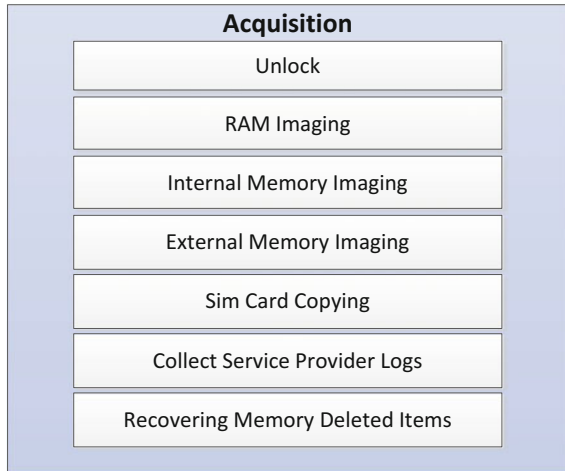 Acquisition
Unlock
RAM Imaging
Internal Memory Imaging
External Memory Imaging
Sim Card Copying
Collect Service Provider Logs
Recovering Memory Deleted Items